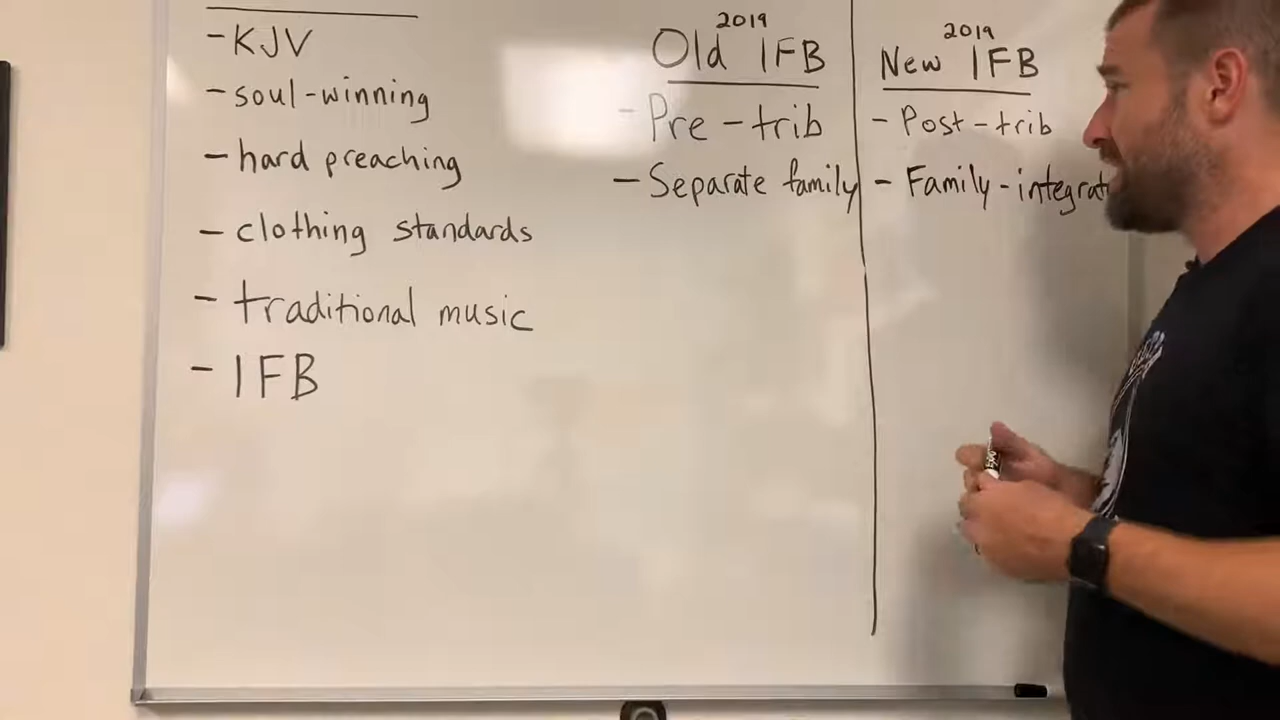 - KJV
- soul-winning
- hard preaching
- clothing standards
- traditional music
- IFB
2019
Old IFB
- Pre-trib
- Separate family
2019
New IFB
- Post-trib
- Family-integrat